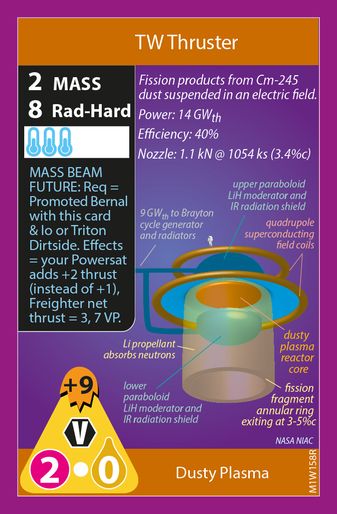 TW Thruster
2 MASS
8 Rad-Hard
Fission products from Cm-245
dust suspended in an electric field.
Power: 14 GWth
Efficiency: 40%
Nozzle: 1.1 kN @ 1054 ks (3.4%c)
MASS BEAM
FUTURE: Req =
Promoted Bernal
with this card
& Io or Triton
Dirtside. Effects
= your Powersat
adds +2 thrust
(instead of +1),
Freighter net
thrust = 3, 7 VP.
upper paraboloid
LiH moderator and
IR radiation shield
9 GWth to Brayton
cycle generator
and radiators
quadrupole
superconducting
field coils
Li propellant
absorbs neutrons
dusty
plasma
reactor
core
lower
paraboloid
LiH moderator and
IR radiation shield
fission
fragment
annular ring
exiting at 3-5%c
NASA NIAC
+9
V
2 • 0
Dusty Plasma
M1W158R